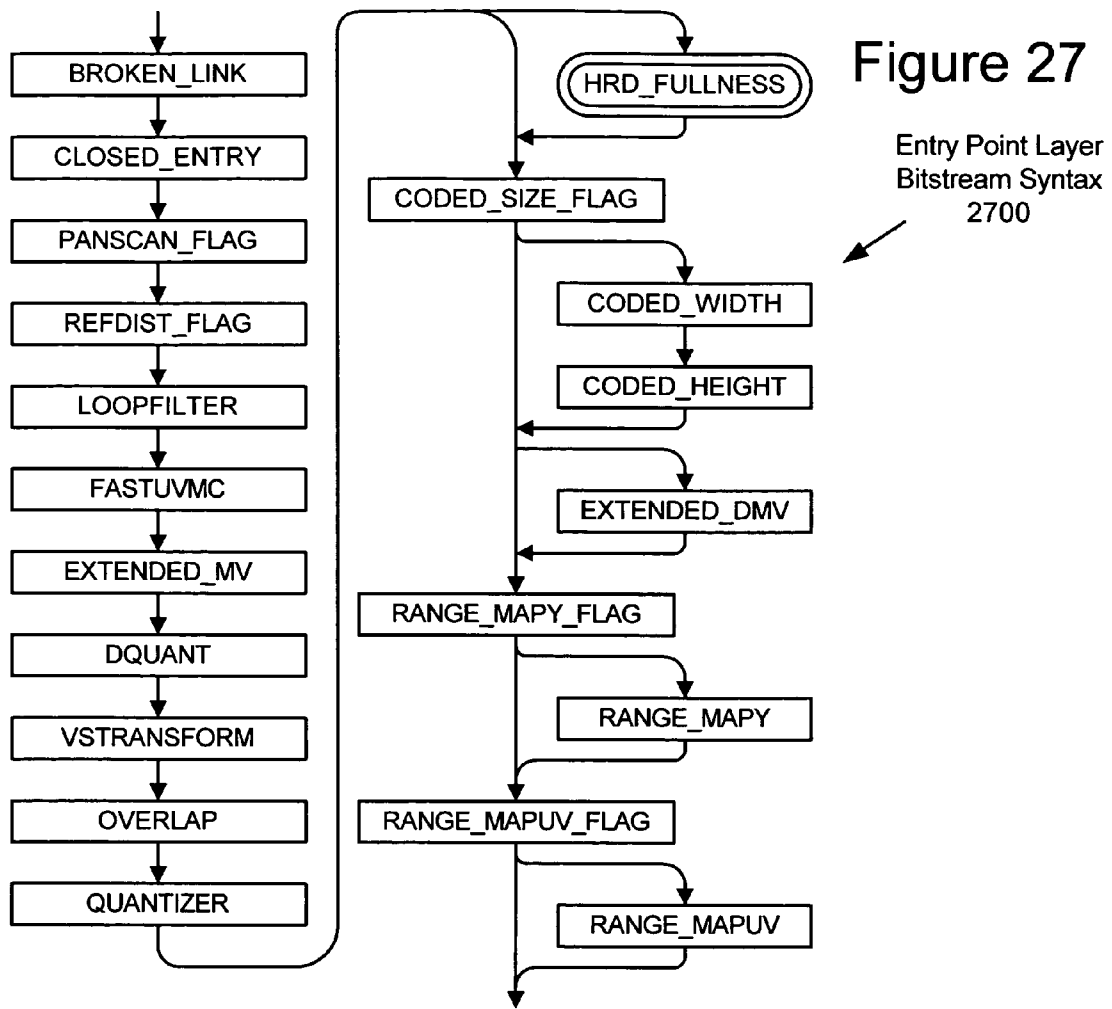 BROKEN_LINK
CLOSED_ENTRY
PANSCAN_FLAG
REFDIST_FLAG
LOOPFILTER
FASTUVMC
EXTENDED_MV
DQUANT
VSTRANSFORM
OVERLAP
QUANTIZER
HRD_FULLNESS
CODED_SIZE_FLAG
CODED_WIDTH
CODED_HEIGHT
EXTENDED_DMV
RANGE_MAPY_FLAG
RANGE_MAPY
RANGE_MAPUV_FLAG
RANGE_MAPUV
Figure 27
Entry Point Layer
Bitstream Syntax
2700